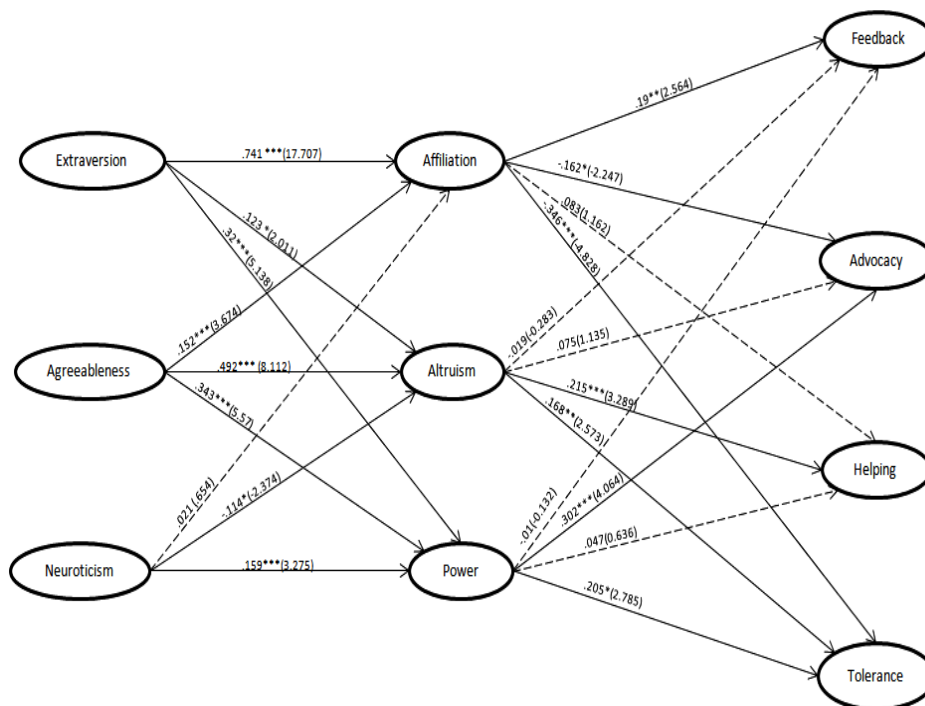 Feedback
.19**(2.564)
Extraversion
.741 ***(17.707)
Affiliation
-.162*(-2.247)
.083(1.162)
.123 *(2.011)
.32***(5.138)
-.346***(-4.828)
Advocacy
.152***(3.674)
-.019(-0.283)
.075(1.135)
Agreeableness
.492*** (8.112)
Altruism
.343***(5.57)
.215***(3.289)
.168**(2.573)
-.114*(-2.374)
.021(.654)
.302***(4.064)
Helping
-.01(-0.132)
.047(0.636)
Neuroticism
.159***(3.275)
Power
.205*(2.785)
Tolerance